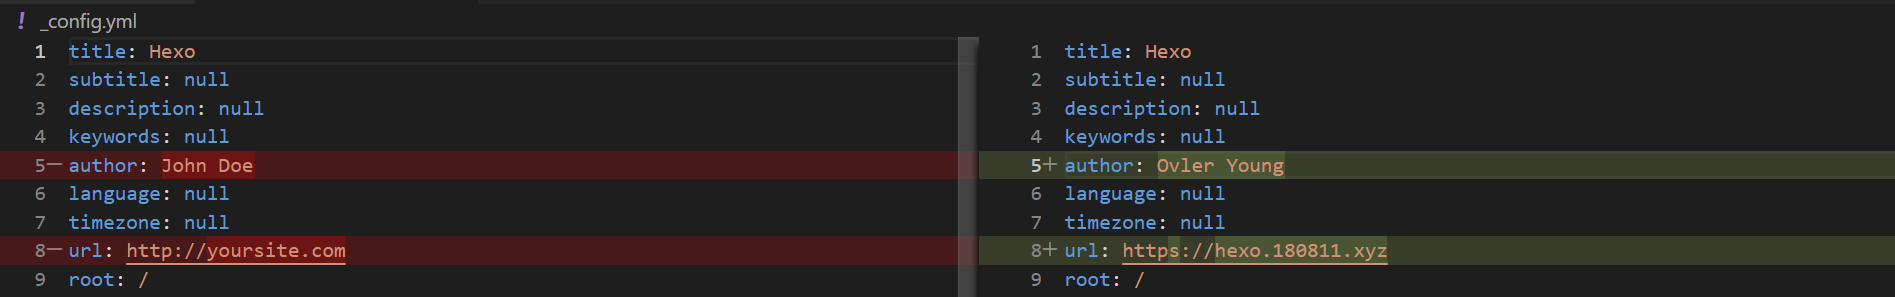 ! _config.yml
1 title: Hexo
2 subtitle: null
3 description: null
4 keywords: null
5— author: John Doe
6 language: null
7 timezone: null
8— url: http://yoursite.com
9 root: /
1 title: Hexo
2 subtitle: null
3 description: null
4 keywords: null
5+ author: Ovler Young
6 language: null
7 timezone: null
8+ url: https://hexo.180811.xyz
9 root: /